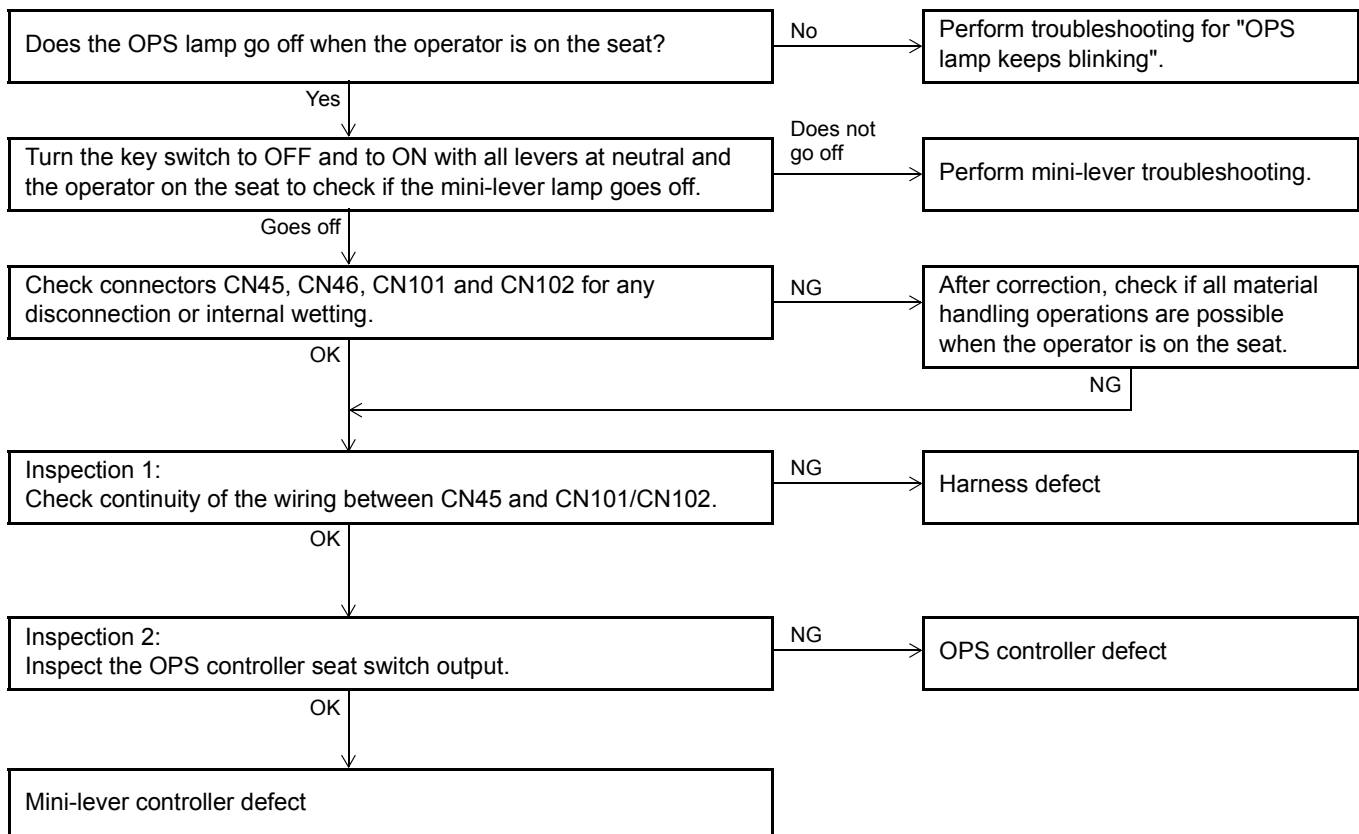 Does the OPS lamp go off when the operator is on the seat?
No
Perform troubleshooting for "OPS
lamp keeps blinking".
Yes
Turn the key switch to OFF and to ON with all levers at neutral and
the operator on the seat to check if the mini-lever lamp goes off.
Does not
go off
Perform mini-lever troubleshooting.
Goes off
Check connectors CN45, CN46, CN101 and CN102 for any
disconnection or internal wetting.
NG
After correction, check if all material
handling operations are possible
when the operator is on the seat.
OK
NG
Inspection 1:
Check continuity of the wiring between CN45 and CN101/CN102.
NG
Harness defect
OK
Inspection 2:
Inspect the OPS controller seat switch output.
NG
OPS controller defect
OK
Mini-lever controller defect